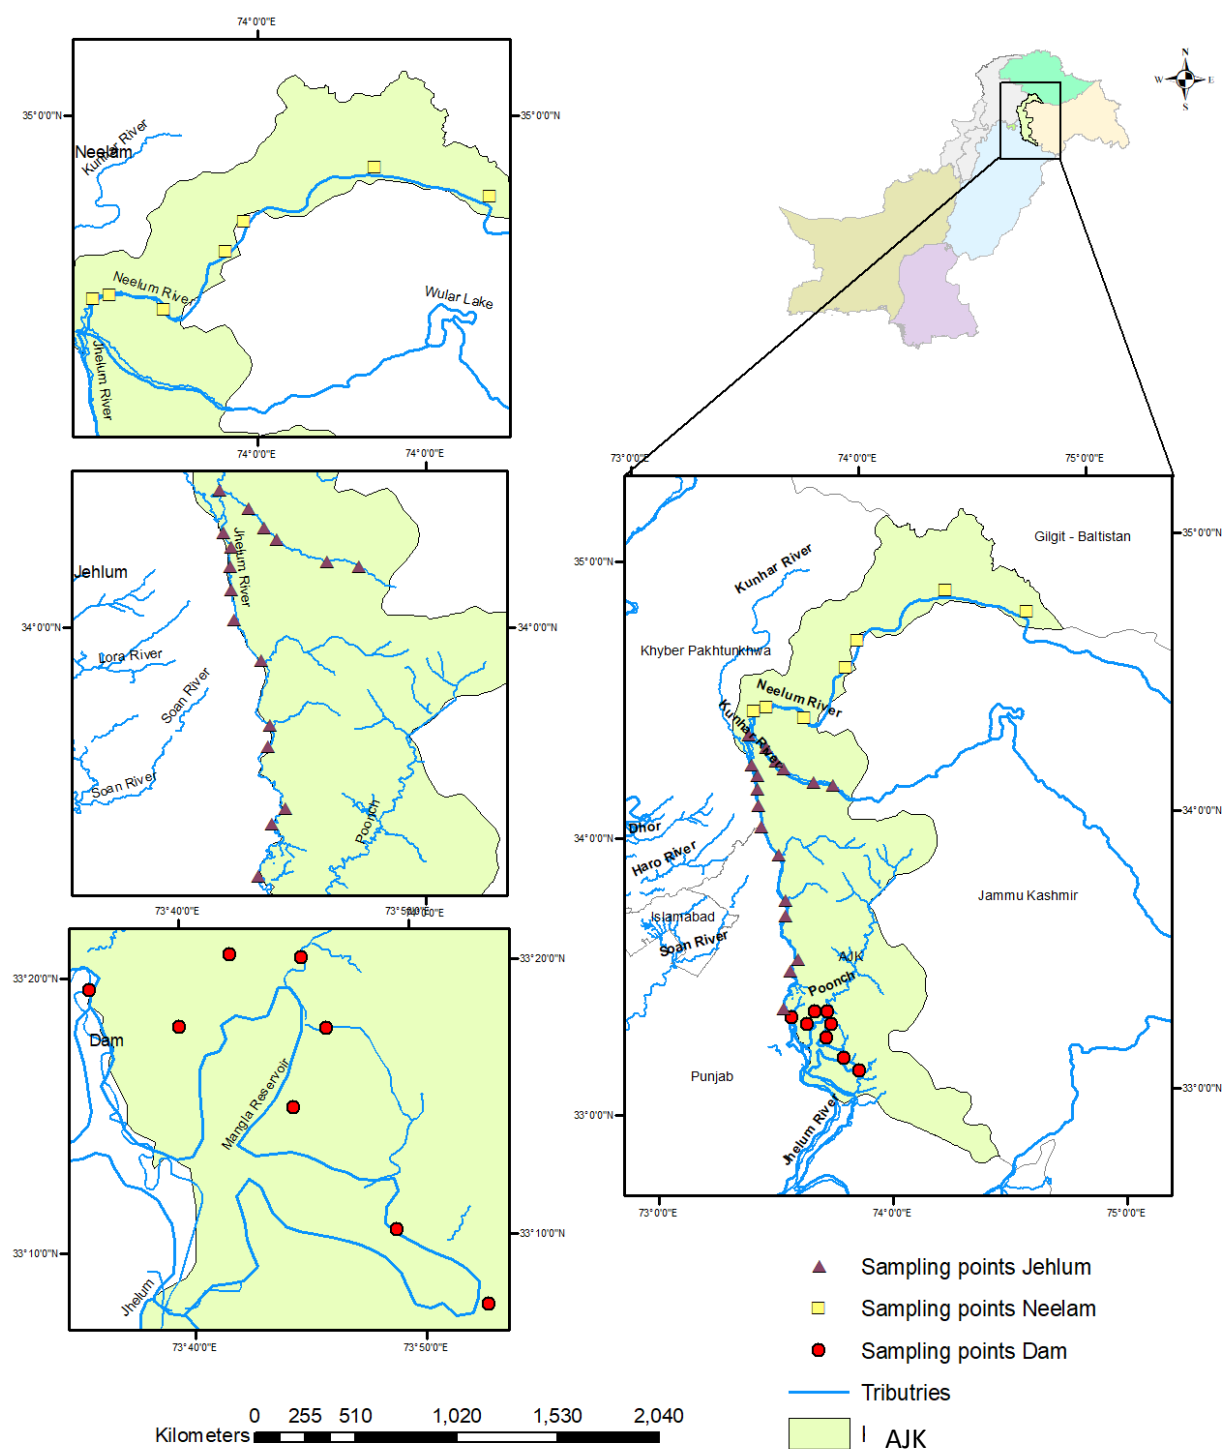 74°0'0"E
N
W
E
S
35°0'0"N
35°0'0"N
Kunhar River
Neelam
Neelum River
Wular Lake
Jhelum River
74°0'0"E
74°0'0"E
Jhelum River
Jehlum
34°0'0"N
34°0'0"N
Lora River
Soan River
Soan River
Poonch
73°40'0"E
74°0'0"E
33°20'0"N
33°20'0"N
Dam
Mangla Reservoir
33°10'0"N
33°10'0"N
Jhelum
73°40'0"E
73°50'0"E
73°0'0"E
74°0'0"E
75°0'0"E
35°0'0"N
35°0'0"N
Gilgit - Baltistan
Kunhar River
Khyber Pakhtunkhwa
Neelum River
Kunhar River
34°0'0"N
34°0'0"N
Dhor
Haro River
Islamabad
Soan River
Jammu Kashmir
AJK
Poonch
Punjab
33°0'0"N
33°0'0"N
Jhelum River
73°0'0"E
74°0'0"E
75°0'0"E
Sampling points Jehlum
Sampling points Neelam
Sampling points Dam
Tributries
AJK
0 255 510 1,020 1,530 2,040
Kilometers